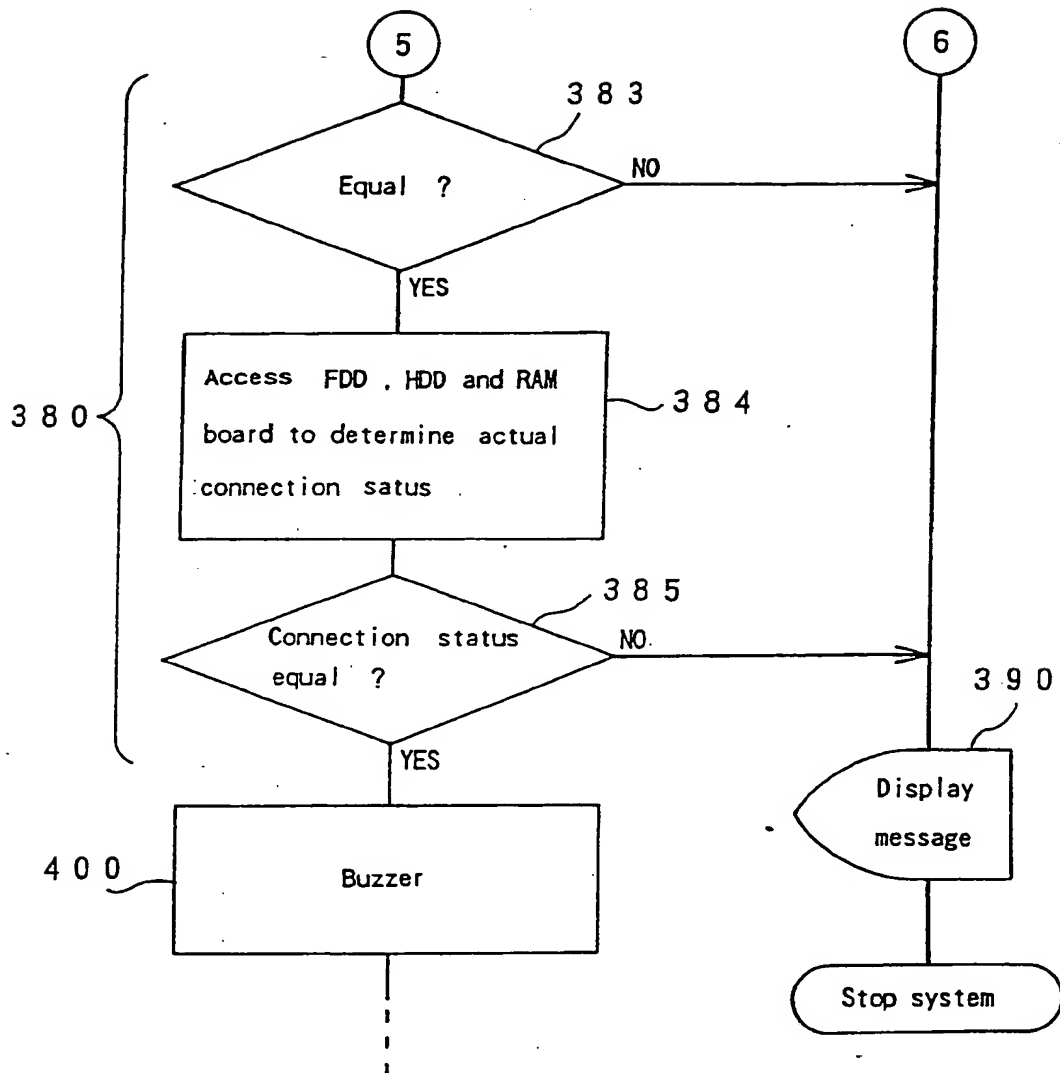 5
6
383
Equal ?
NO
YES
380
Access FDD , HDD and RAM
board to determine actual
connection satus
384
385
Connection status
equal ?
NO
YES
390
Display
message
400
Buzzer
Stop system